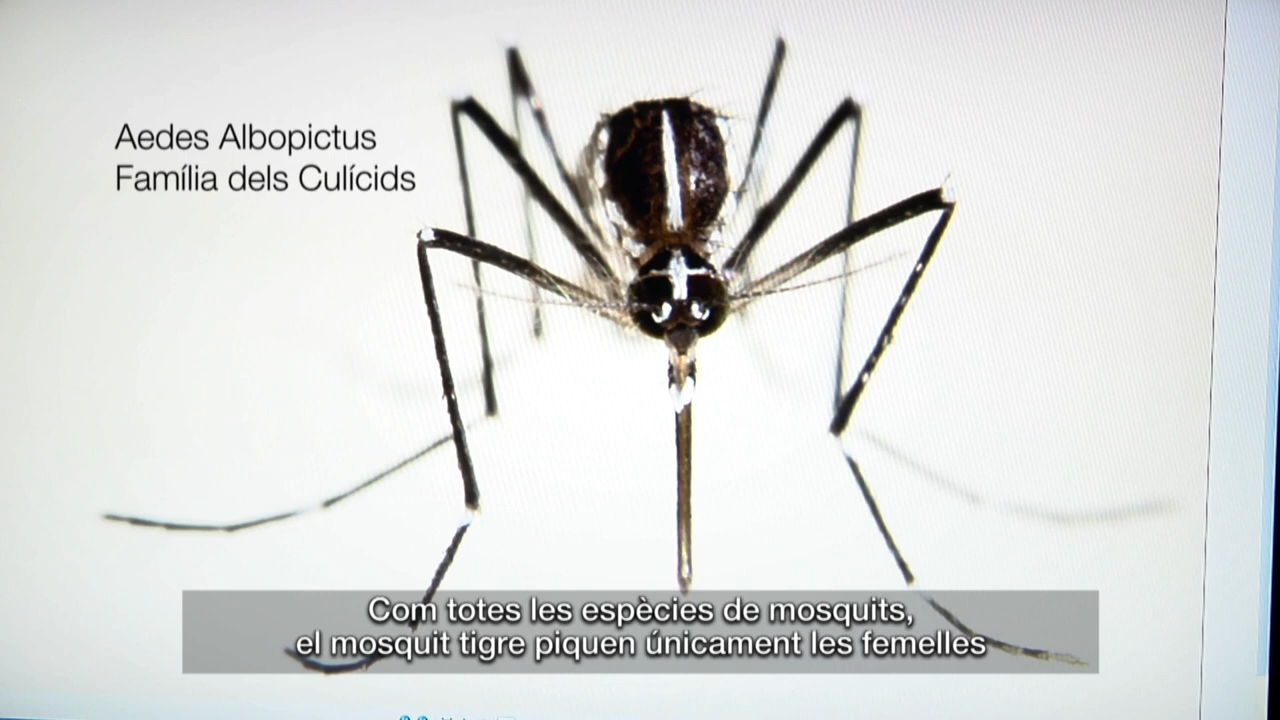 Aedes Albopictus
Família dels Culícids
Com totes les espècies de mosquits,
el mosquit tigre piquen únicament les femelles